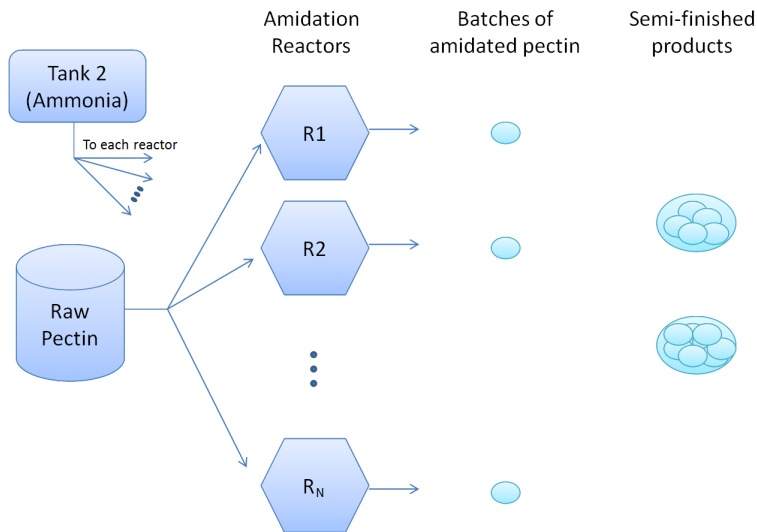 Amidation
Reactors
Batches of
amidated pectin
Semi-finished
products
Tank 2
(Ammonia)
To each reactor
R1
R2
Raw
Pectin
RN